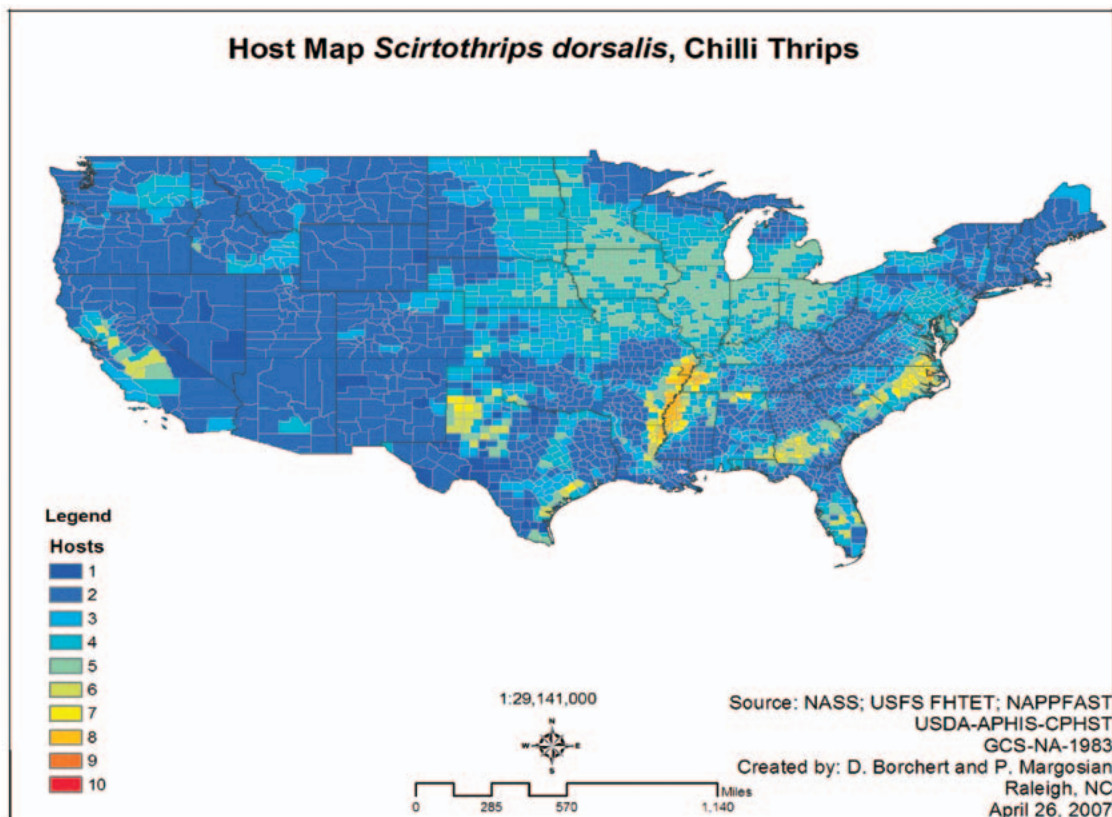 Host Map Scirtothrips dorsalis, Chilli Thrips
Legend
Hosts
1
2
3
4
5
6
7
8
9
10
1:29,141,000
N
W E
S
Miles
0 285 570 1,140
Source: NASS; USFS FHTET; NAPPFAST
USDA-APHIS-CPHST
GCS-NA-1983
Created by: D. Borchert and P. Margosian
Raleigh, NC
April 26, 2007